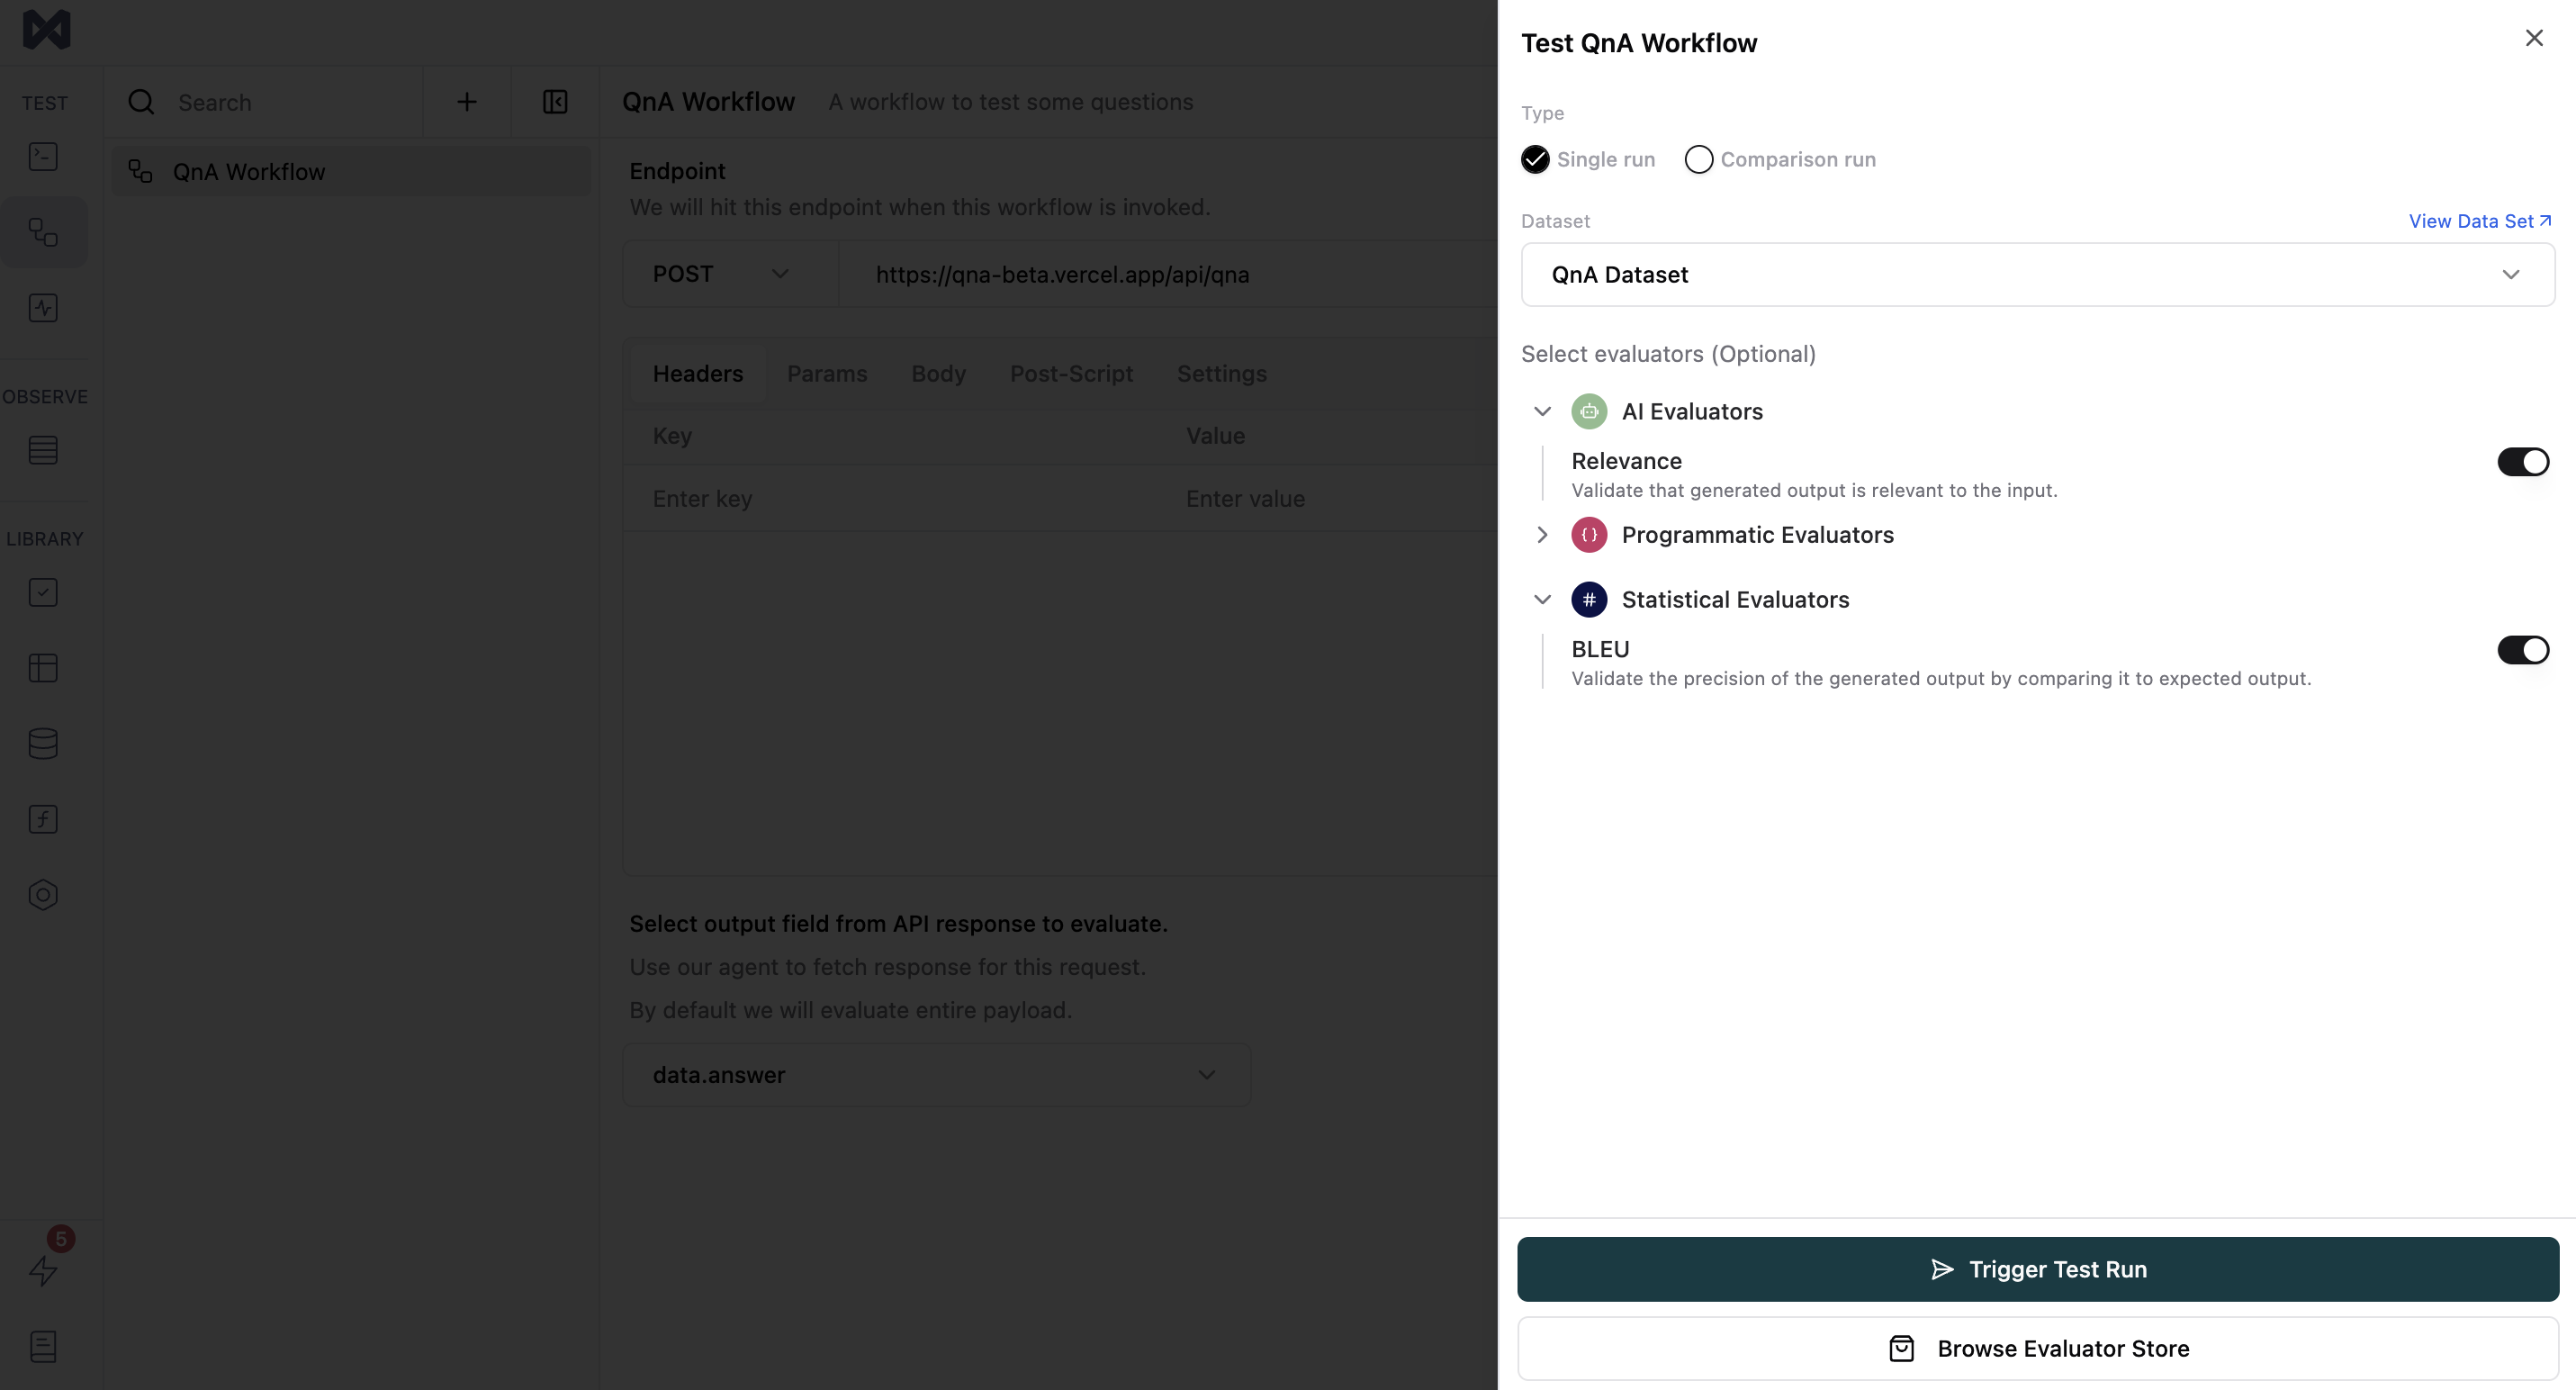 TEST
OBSERVE
LIBRARY
5
Search
QnA Workflow
QnA Workflow A workflow to test some questions
Endpoint
We will hit this endpoint when this workflow is invoked.
POST https://qna-beta.vercel.app/api/qna
Headers Params Body Post-Script Settings
Key Value
Enter key Enter value
Select output field from API response to evaluate.
Use our agent to fetch response for this request.
By default we will evaluate entire payload.
data.answer
Test QnA Workflow
Type
Single run Comparison run
Dataset View Data Set
QnA Dataset
Select evaluators (Optional)
AI Evaluators
Relevance
Validate that generated output is relevant to the input.
{} Programmatic Evaluators
# Statistical Evaluators
BLEU
Validate the precision of the generated output by comparing it to expected output.
Trigger Test Run
Browse Evaluator Store